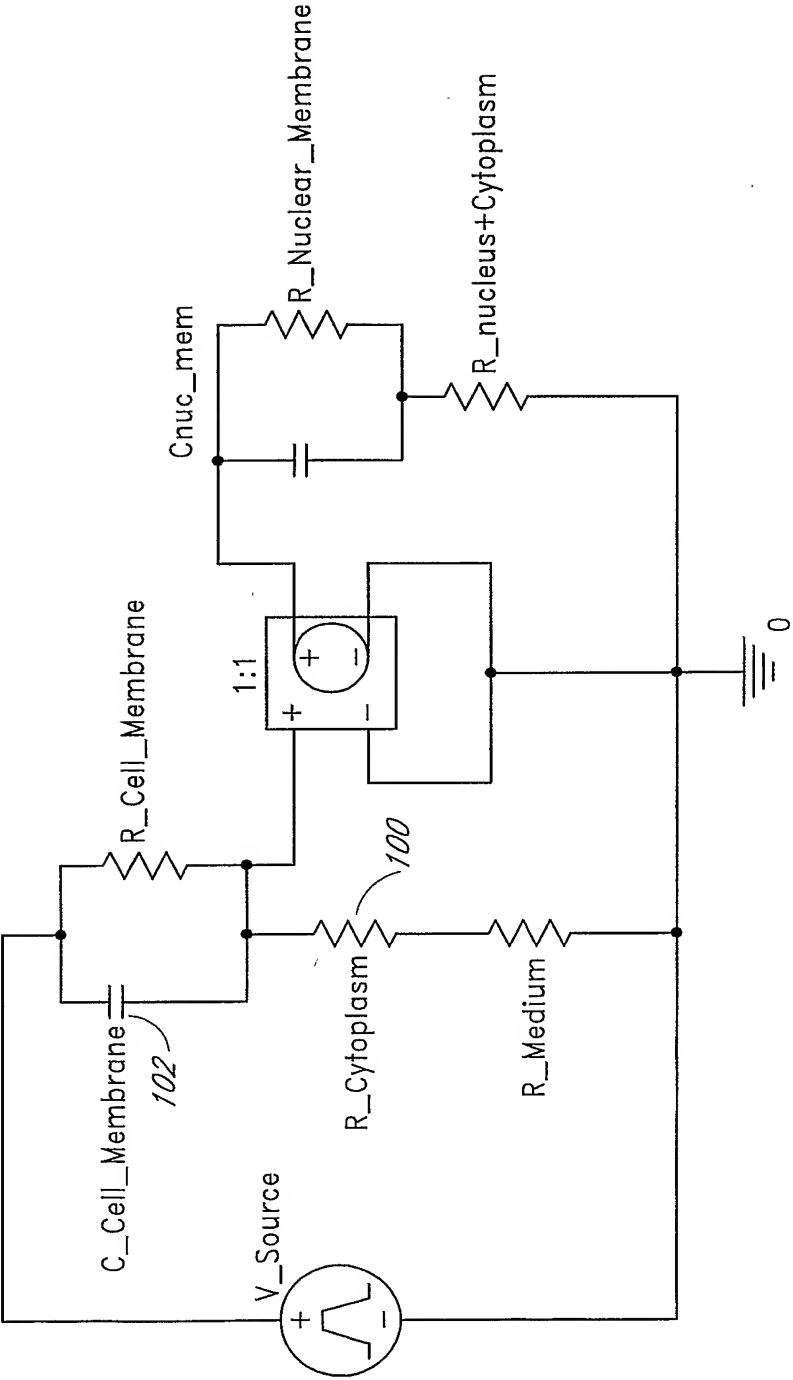 C_Cell_Membrane
102
R_Cell_Membrane
V_Source
+
−
R_Cytoplasm
100
R_Medium
1:1
+
−
+
−
Cnuc_mem
R_Nuclear_Membrane
R_nucleus+Cytoplasm
0